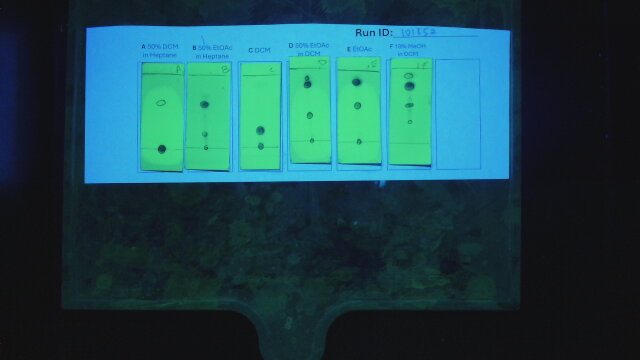 Run ID: 101852
A 50% DCM in Heptane
B 50% EtOAc in Heptane
C DCM
D 50% EtOAc in DCM
E EtOAc
F 10% MeOH in DCM
A
B
C
D
E
F